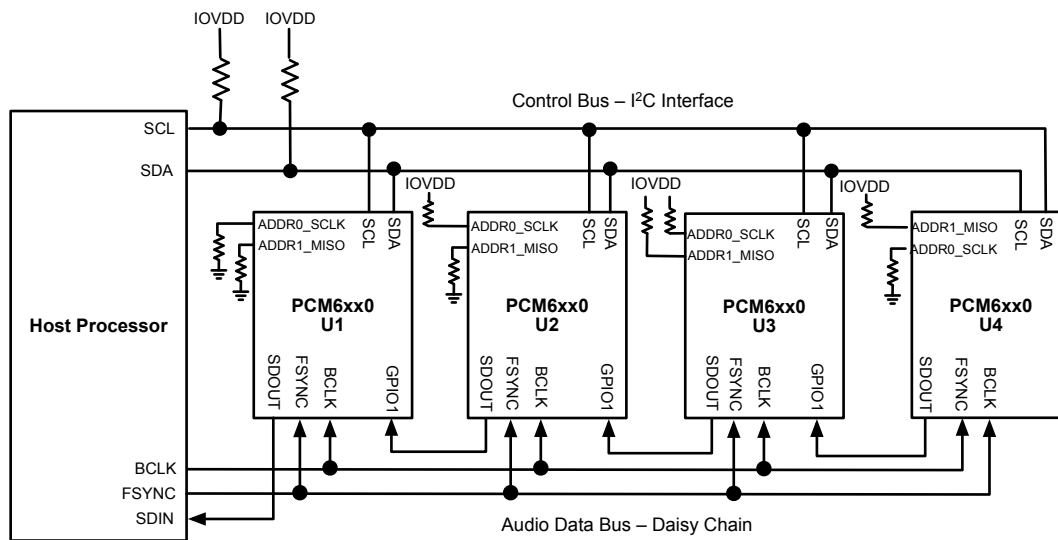 IOVDD
IOVDD
Control Bus – I²C Interface
SCL
SDA
IOVDD
IOVDD
IOVDD
ADDR0_SCLK
ADDR1_MISO
SCL
SDA
PCM6xx0
U1
SDOUT
FSYNC
BCLK
GPIO1
ADDR0_SCLK
ADDR1_MISO
SCL
SDA
PCM6xx0
U2
SDOUT
FSYNC
BCLK
GPIO1
ADDR0_SCLK
ADDR1_MISO
SCL
SDA
PCM6xx0
U3
SDOUT
FSYNC
BCLK
GPIO1
ADDR1_MISO
ADDR0_SCLK
SCL
SDA
PCM6xx0
U4
SDOUT
FSYNC
BCLK
Host Processor
BCLK
FSYNC
SDIN
Audio Data Bus – Daisy Chain